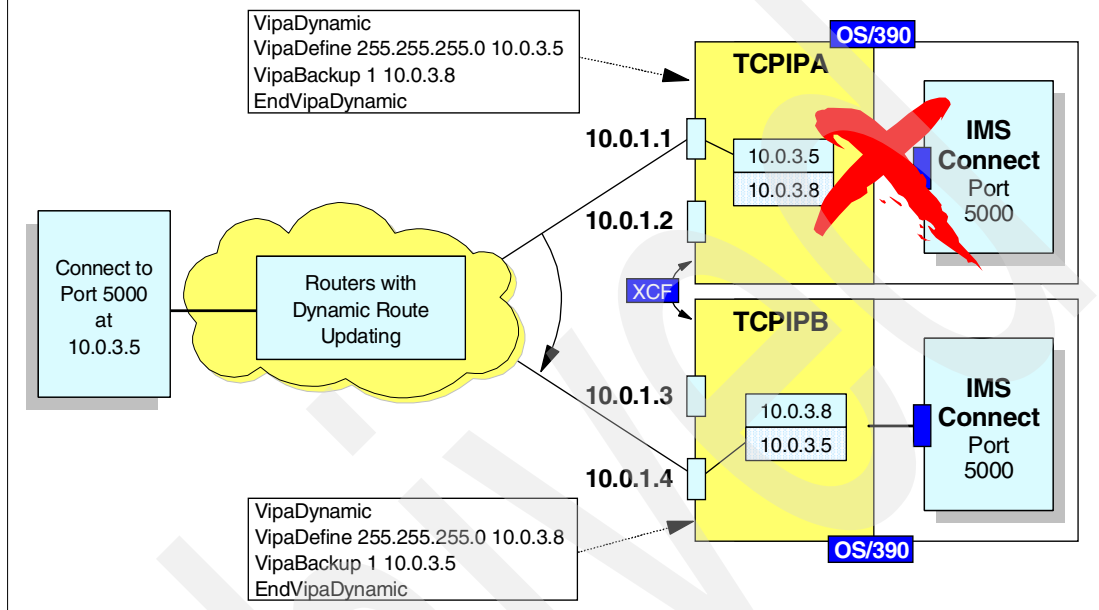 VipaDynamic
VipaDefine 255.255.255.0 10.0.3.5
VipaBackup 1 10.0.3.8
EndVipaDynamic
OS/390
TCPIPA
10.0.1.1
10.0.3.5
10.0.3.8
IMS
Connect
Port
5000
10.0.1.2
Connect to
Port 5000
at
10.0.3.5
Routers with
Dynamic Route
Updating
XCF
TCPIPB
10.0.1.3
10.0.3.8
10.0.3.5
IMS
Connect
Port
5000
10.0.1.4
VipaDynamic
VipaDefine 255.255.255.0 10.0.3.8
VipaBackup 1 10.0.3.5
EndVipaDynamic
OS/390